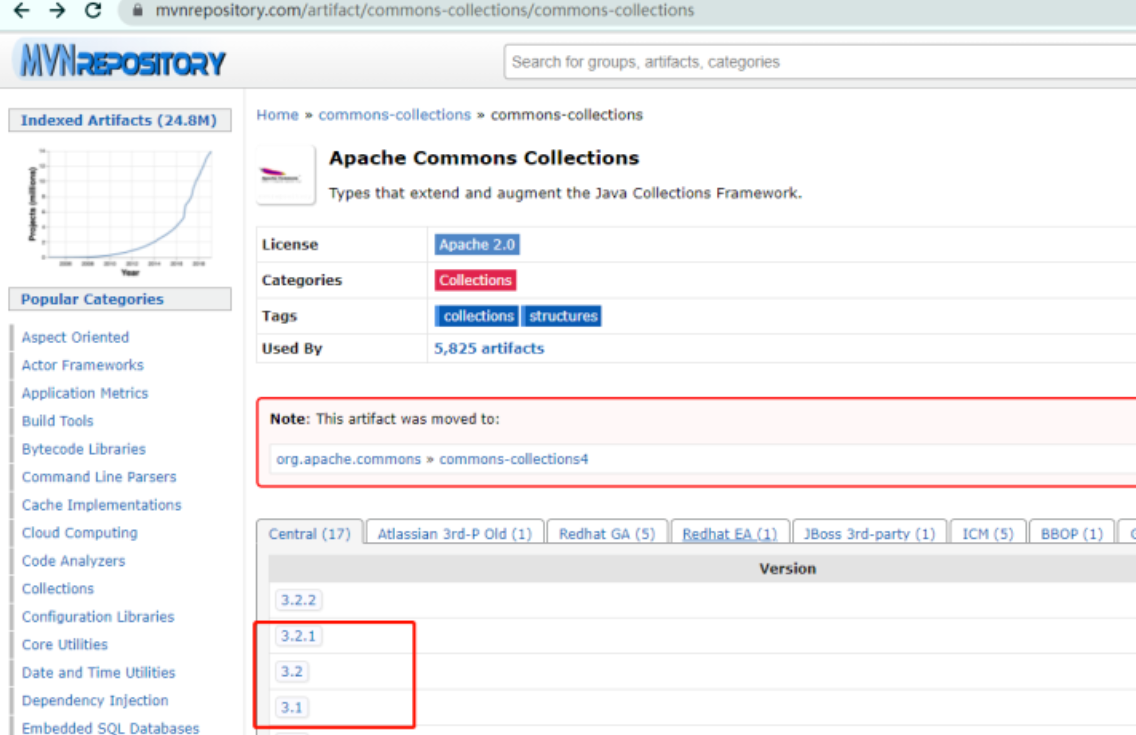 mvnrepository.com/artifact/commons-collections/commons-collections
MVNREPOSITORY
Search for groups, artifacts, categories
Indexed Artifacts (24.8M)
Projects (millions)
Year
Popular Categories
Aspect Oriented
Actor Frameworks
Application Metrics
Build Tools
Bytecode Libraries
Command Line Parsers
Cache Implementations
Cloud Computing
Code Analyzers
Collections
Configuration Libraries
Core Utilities
Date and Time Utilities
Dependency Injection
Embedded SQL Databases
Home » commons-collections » commons-collections
Apache Commons Collections
Types that extend and augment the Java Collections Framework.
License Apache 2.0
Categories Collections
Tags collections structures
Used By 5,825 artifacts
Note: This artifact was moved to:
org.apache.commons » commons-collections4
Central (17) Atlassian 3rd-P Old (1) Redhat GA (5) Redhat EA (1) JBoss 3rd-party (1) ICM (5) BBOP (1)
Version
3.2.2
3.2.1
3.2
3.1